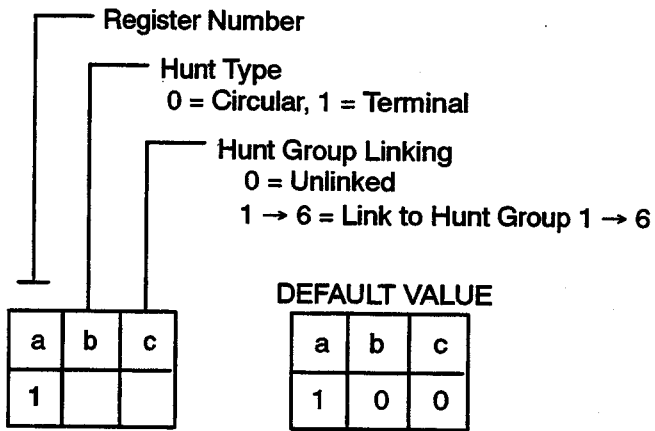 Register Number
Hunt Type
0 = Circular, 1 = Terminal
Hunt Group Linking
0 = Unlinked
1 → 6 = Link to Hunt Group 1 → 6
a b c
1
DEFAULT VALUE
a b c
1 0 0